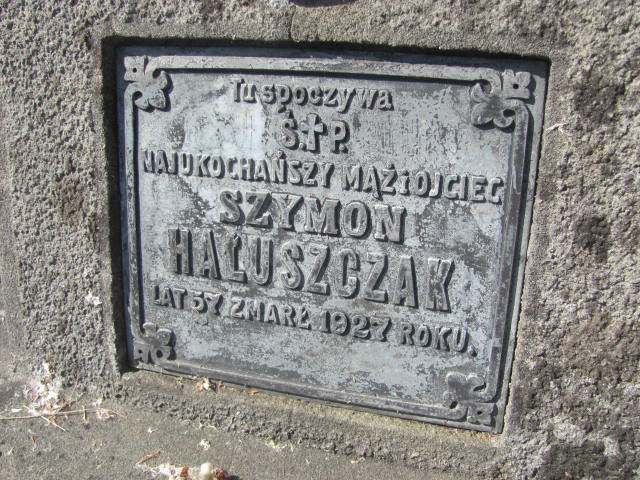 Tu spoczywa
Ś.✝P.
NAJUKOCHAŃSZY MĄŻ i OJCIEC
SZYMON
HAŁUSZCZAK
LAT 57 ZMARŁ 1927 ROKU.